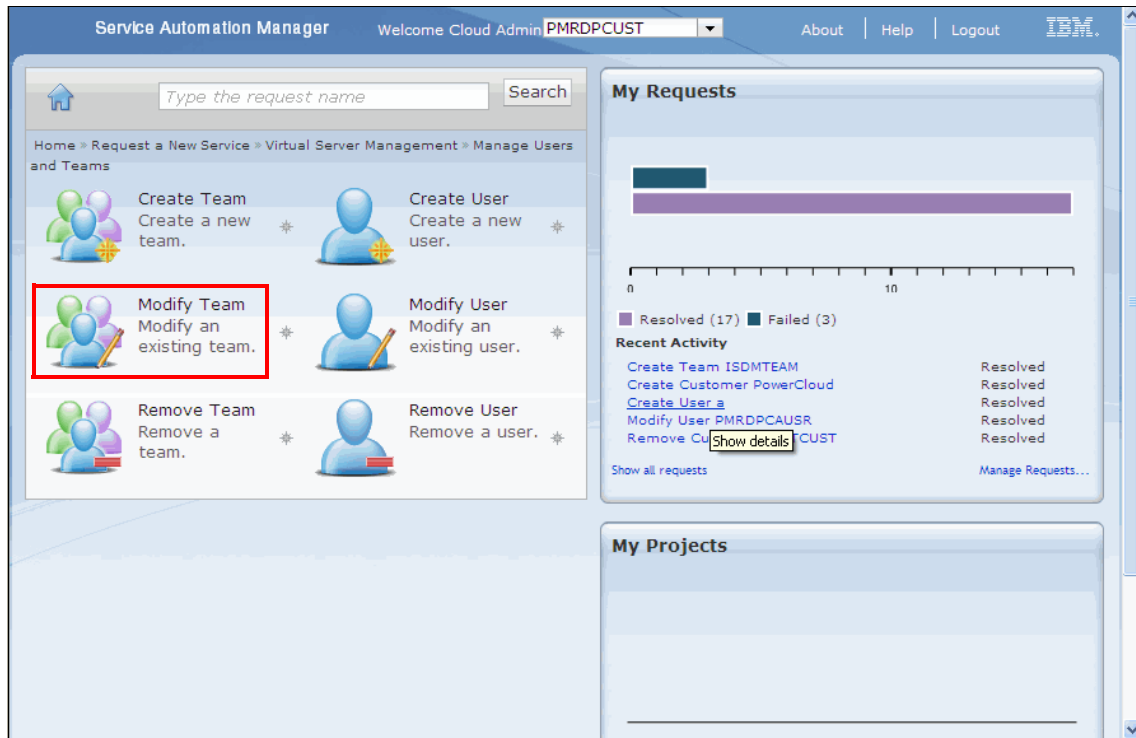 Service Automation Manager
Welcome Cloud Admin PMRDPCUST
About
Help
Logout
IBM.
Type the request name
Search
Home » Request a New Service » Virtual Server Management » Manage Users
and Teams
Create Team
Create a new
team.
Create User
Create a new
user.
Modify Team
Modify an
existing team.
Modify User
Modify an
existing user.
Remove Team
Remove a
team.
Remove User
Remove a user.
My Requests
0
10
Resolved (17) Failed (3)
Recent Activity
Create Team ISDMTEAM Resolved
Create Customer PowerCloud Resolved
Create User a Resolved
Modify User PMRDPCAUSR Resolved
Remove Cu Show details TCUST Resolved
Show all requests
Manage Requests...
My Projects